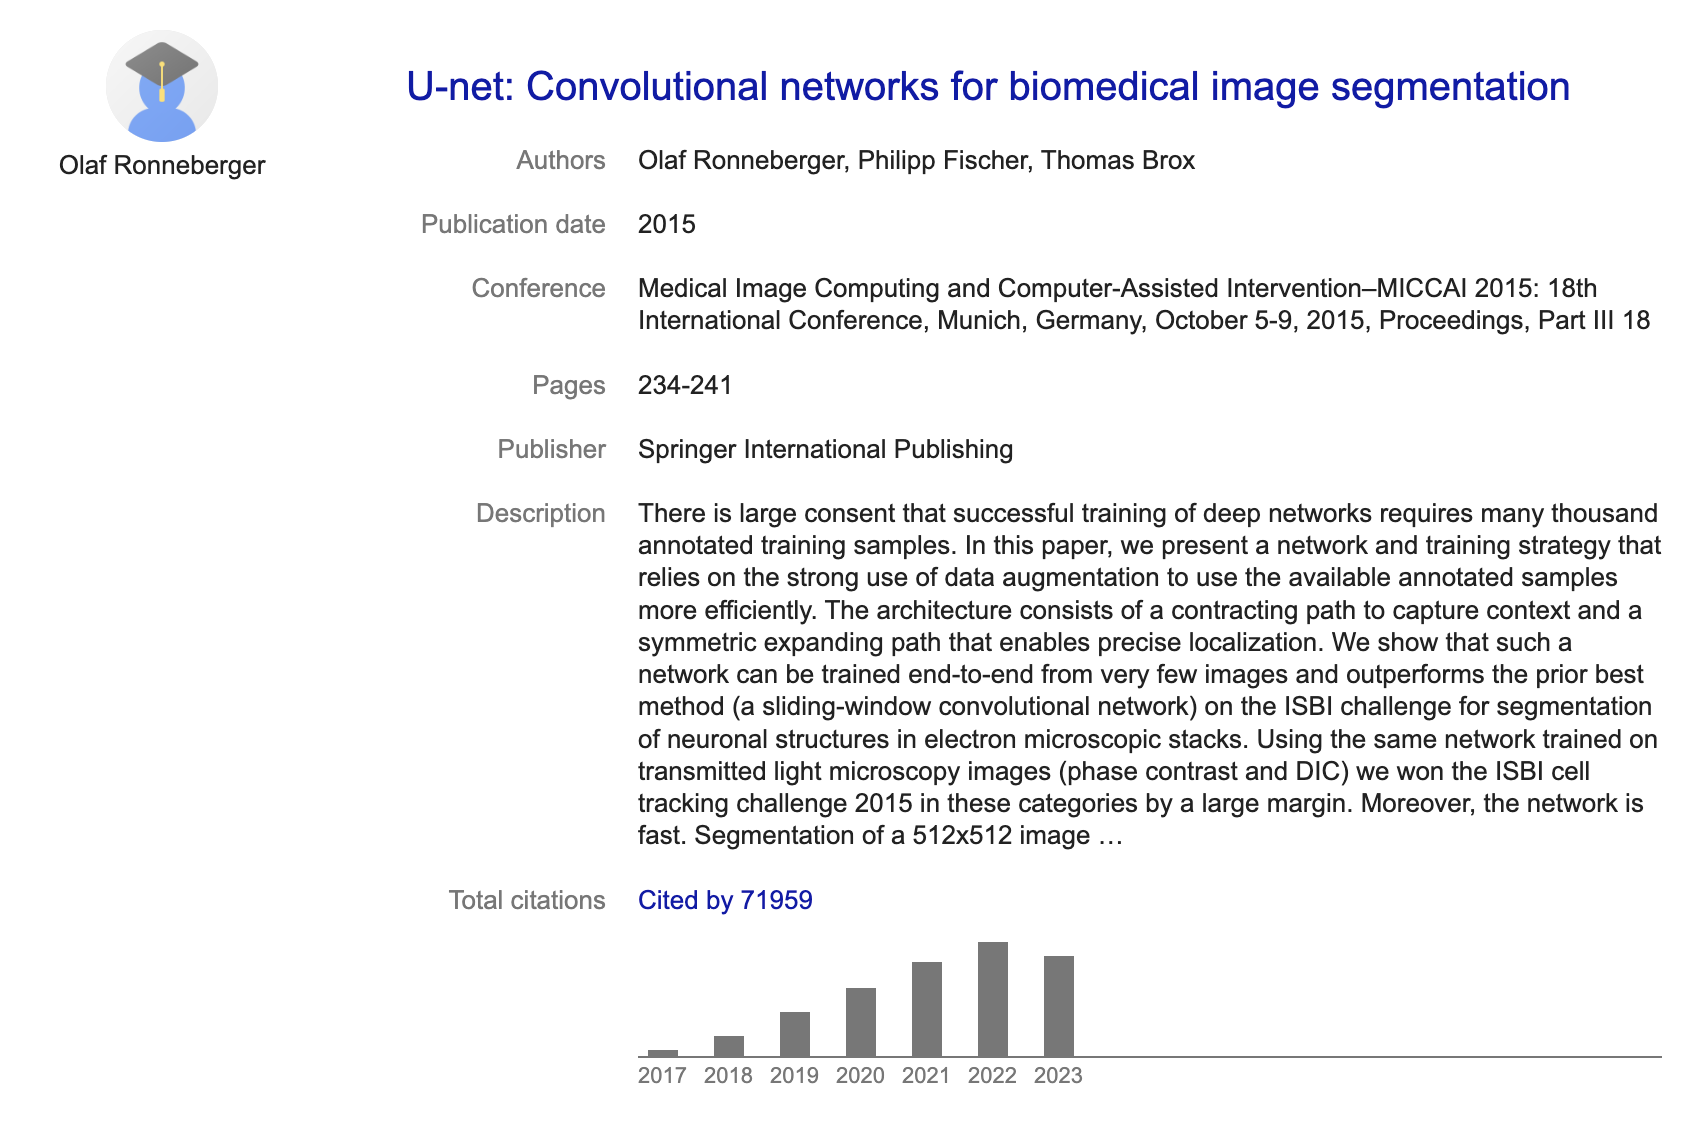 Olaf Ronneberger
U-net: Convolutional networks for biomedical image segmentation
Authors Olaf Ronneberger, Philipp Fischer, Thomas Brox
Publication date 2015
Conference Medical Image Computing and Computer-Assisted Intervention–MICCAI 2015: 18th
International Conference, Munich, Germany, October 5-9, 2015, Proceedings, Part III 18
Pages 234-241
Publisher Springer International Publishing
Description There is large consent that successful training of deep networks requires many thousand
annotated training samples. In this paper, we present a network and training strategy that
relies on the strong use of data augmentation to use the available annotated samples
more efficiently. The architecture consists of a contracting path to capture context and a
symmetric expanding path that enables precise localization. We show that such a
network can be trained end-to-end from very few images and outperforms the prior best
method (a sliding-window convolutional network) on the ISBI challenge for segmentation
of neuronal structures in electron microscopic stacks. Using the same network trained on
transmitted light microscopy images (phase contrast and DIC) we won the ISBI cell
tracking challenge 2015 in these categories by a large margin. Moreover, the network is
fast. Segmentation of a 512x512 image …
Total citations Cited by 71959
2017 2018 2019 2020 2021 2022 2023